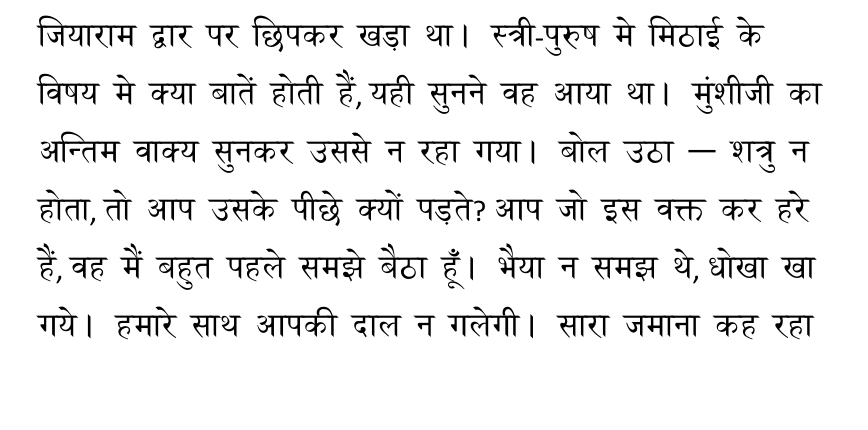 जियाराम द्वार पर छिपकर खड़ा था। स्त्री-पुरुष मे मिठाई के
विषय मे क्या बातें होती हैं, यही सुनने वह आया था। मुंशीजी का
अन्तिम वाक्य सुनकर उससे न रहा गया। बोल उठा — शत्रु न
होता, तो आप उसके पीछे क्यों पड़ते? आप जो इस वक्त कर हरे
हैं, वह मैं बहुत पहले समझे बैठा हूँ। भैया न समझ थे, धोखा खा
गये। हमारे साथ आपकी दाल न गलेगी। सारा जमाना कह रहा